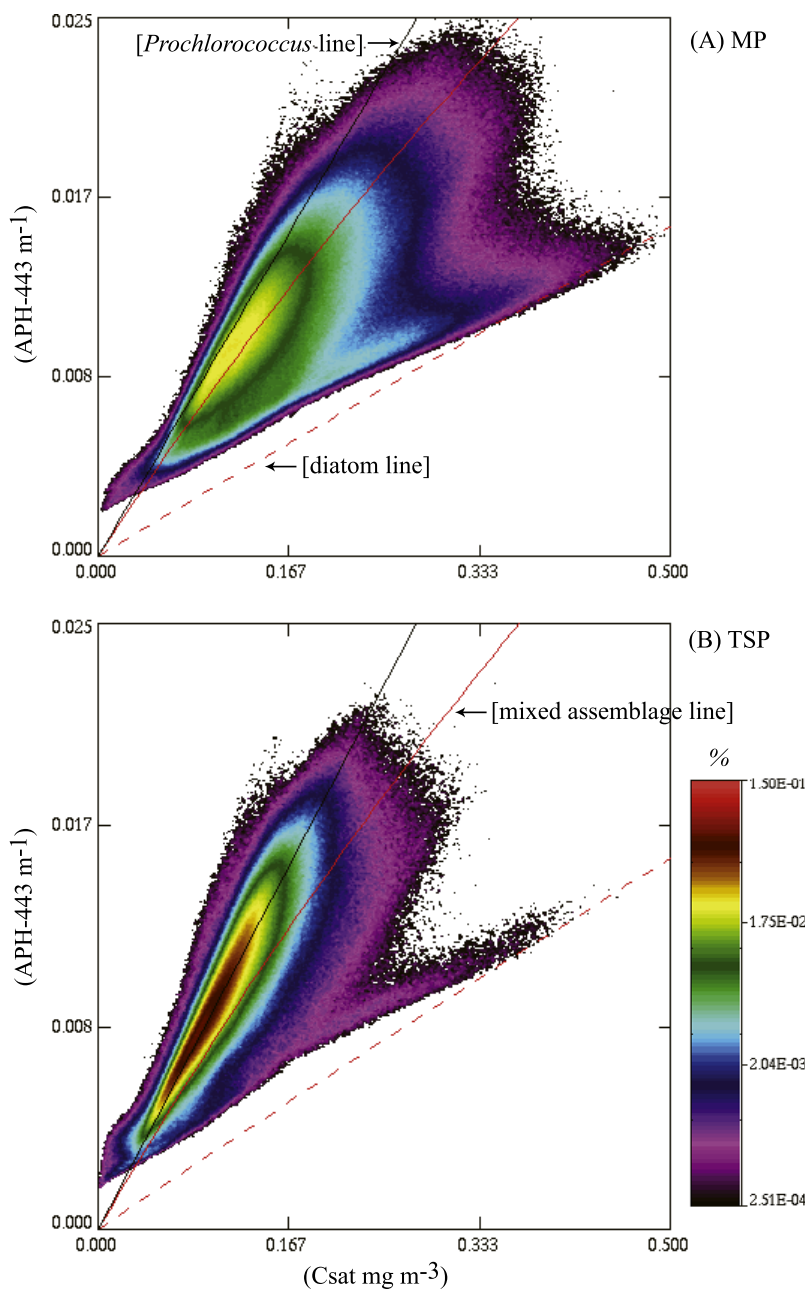 0.025
[Prochlorococcus line]
(A) MP
0.017
(APH-443 m-1)
0.008
[diatom line]
0.000
0.000 0.167 0.333 0.500
0.025
(B) TSP
[mixed assemblage line]
%
1.50E-01
0.017
(APH-443 m-1)
1.75E-02
0.008
2.04E-03
2.51E-04
0.000
0.000 0.167 0.333 0.500
(Csat mg m-3)